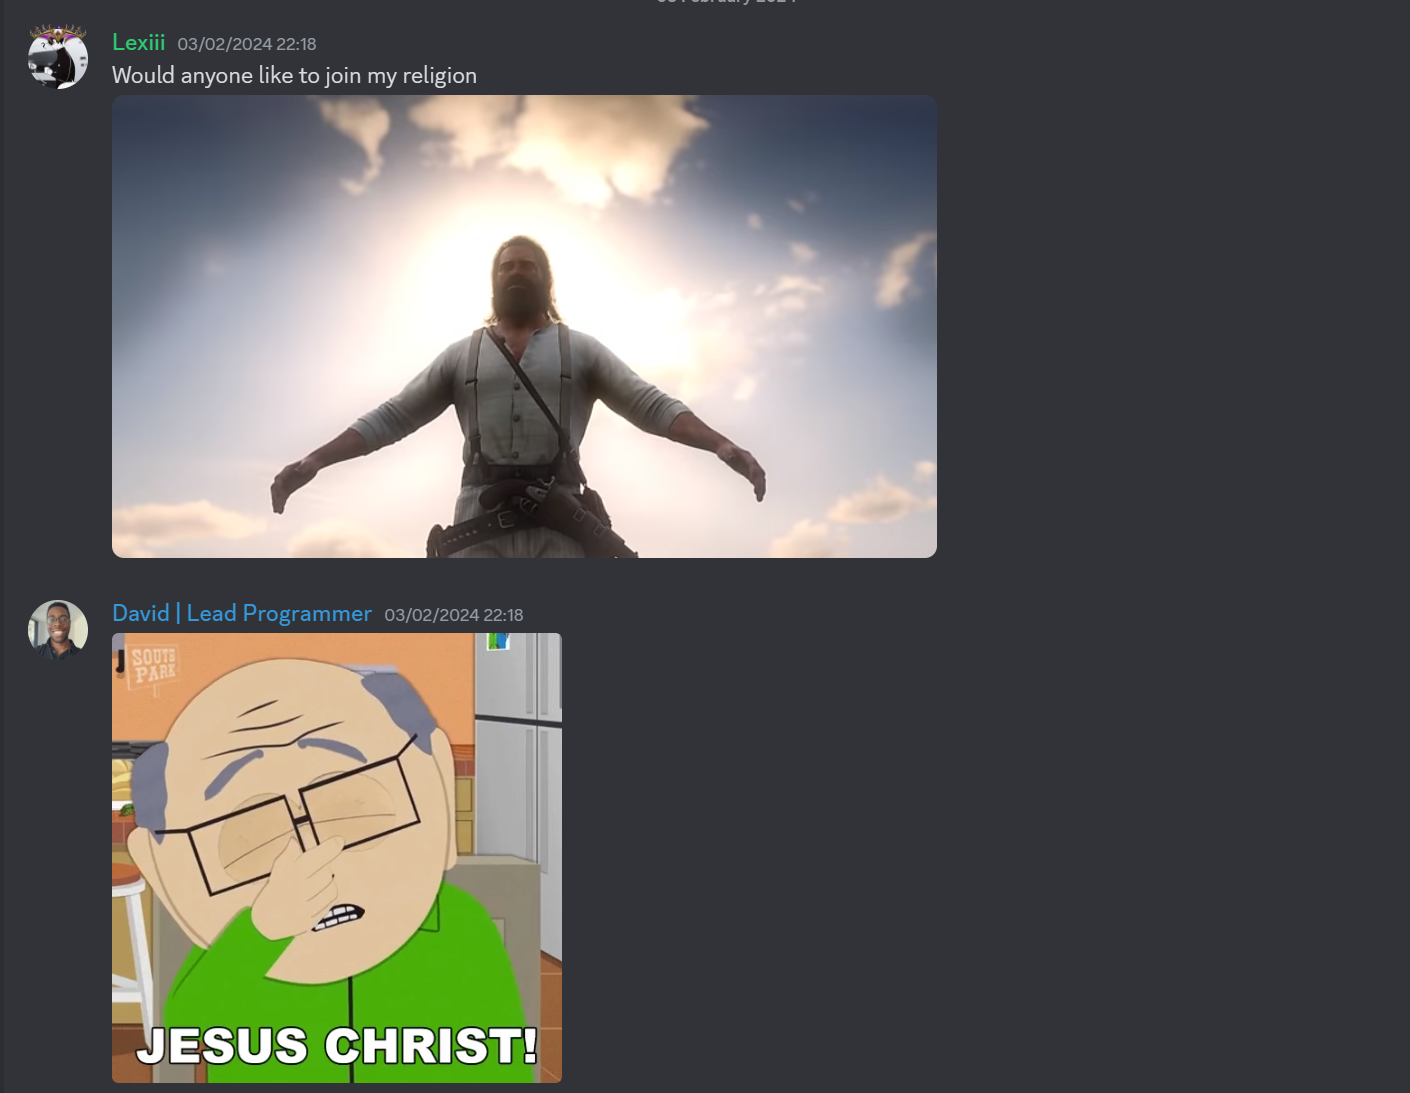 Lexiii 03/02/2024 22:18
Would anyone like to join my religion
David | Lead Programmer 03/02/2024 22:18
SOUTH
PARK
JESUS CHRIST!